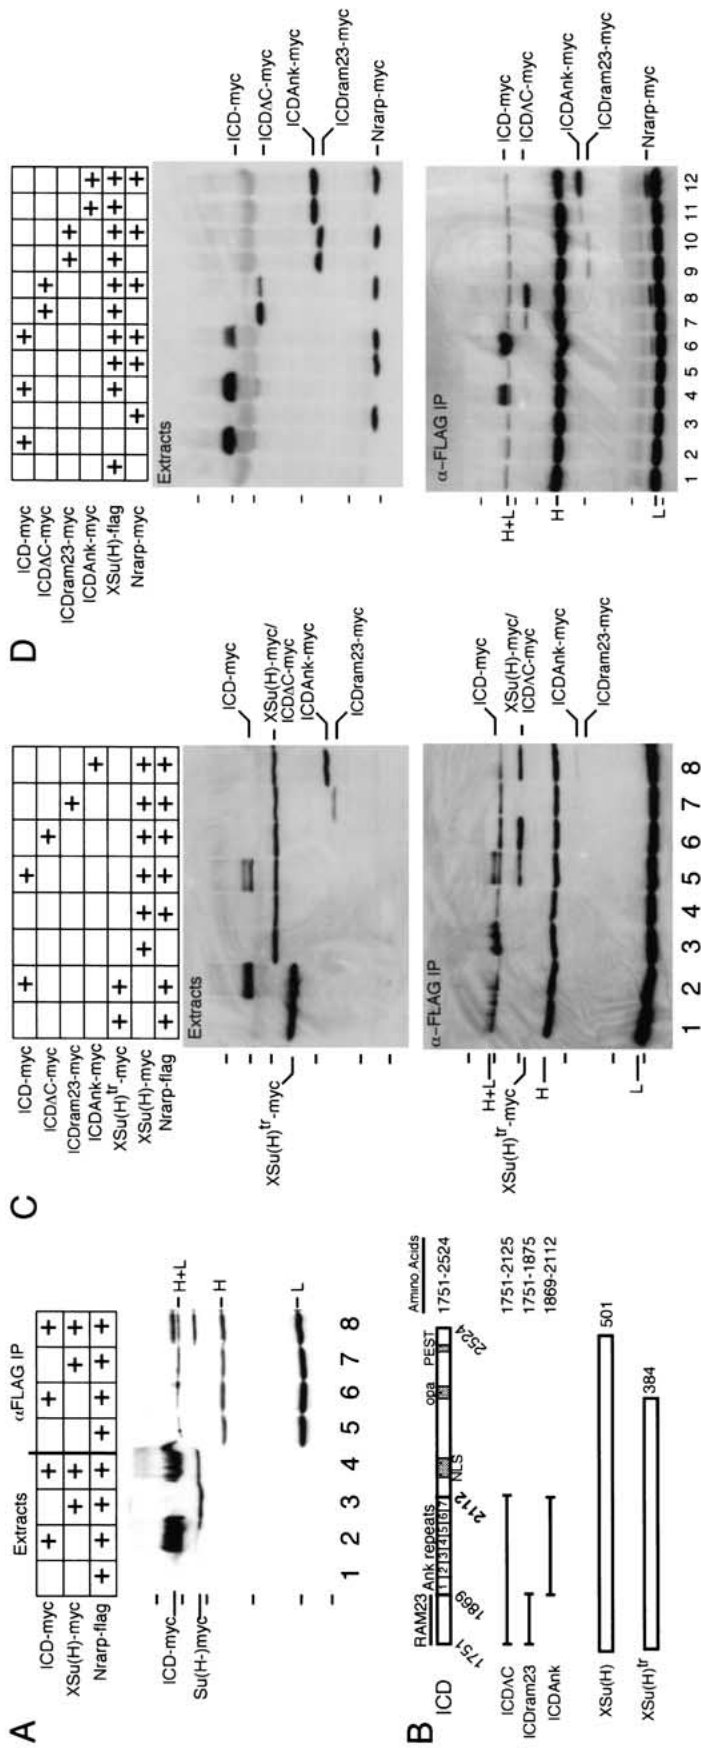 A
Extracts αFLAG IP
ICD-myc + + + +
XSu(H)-myc + + + +
Nrarp-flag + + + + + + + +
ICD-myc
Su(H-)myc
H+L
H
L
1 2 3 4 5 6 7 8
B
RAM23 Ank repeats opa PEST Amino Acids
ICD 1 2 3 4 5 6 7 1751-2524
1751 1869 2112 NLS 2524
ICDΔC 1751-2125
ICDram23 1751-1875
ICDAnk 1869-2112
XSu(H) 501
XSu(H)tr 384
C
ICD-myc + +
ICDΔC-myc +
ICDram23-myc +
ICDAnk-myc +
XSu(H)tr-myc + +
XSu(H)-myc + + + + + +
Nrarp-flag + + + + + + +
Extracts
XSu(H)tr-myc
ICD-myc
XSu(H)-myc/
ICDΔC-myc
ICDAnk-myc
ICDram23-myc
α-FLAG IP
H+L
XSu(H)tr-myc
H
L
ICD-myc
XSu(H)-myc/
ICDΔC-myc
ICDAnk-myc
ICDram23-myc
1 2 3 4 5 6 7 8
D
ICD-myc + + +
ICDΔC-myc + +
ICDram23-myc + +
ICDAnk-myc + +
XSu(H)-flag + + + + + + + + + +
Nrarp-myc + + + + + +
Extracts
ICD-myc
ICDΔC-myc
ICDAnk-myc
ICDram23-myc
Nrarp-myc
α-FLAG IP
H+L
H
L
ICD-myc
ICDΔC-myc
ICDAnk-myc
ICDram23-myc
Nrarp-myc
1 2 3 4 5 6 7 8 9 10 11 12